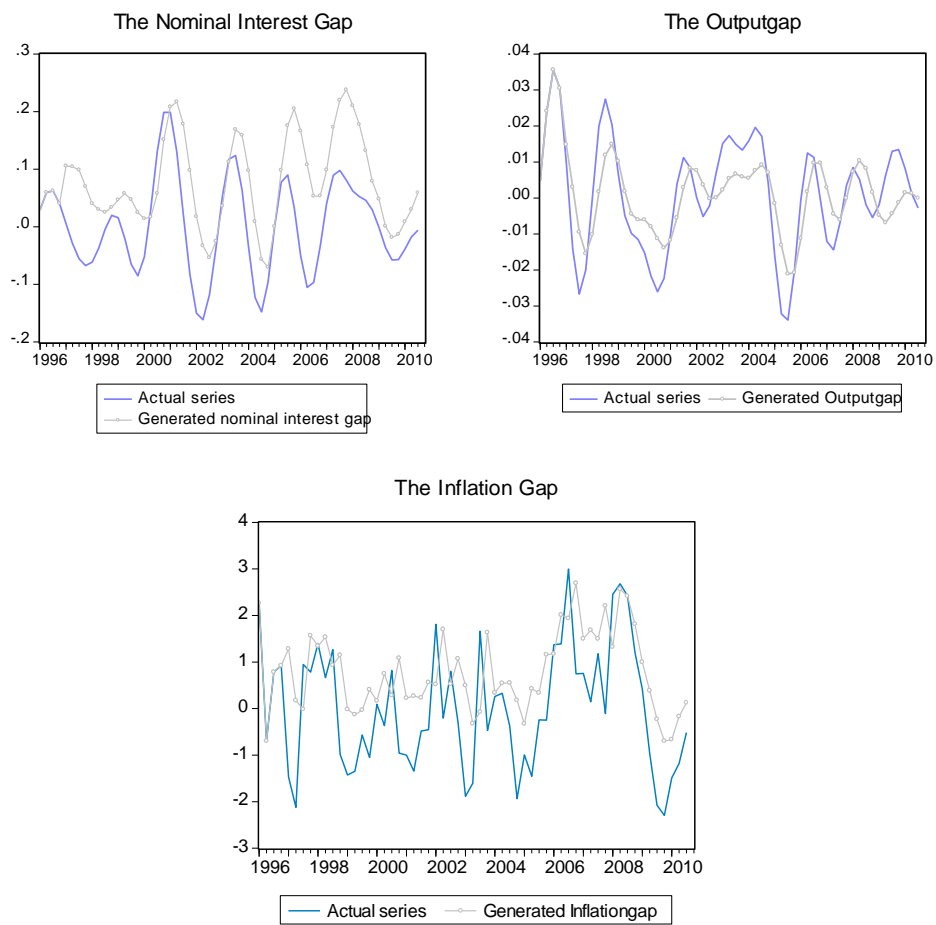 The Nominal Interest Gap
.3
.2
.1
.0
-.1
-.2
1996 1998 2000 2002 2004 2006 2008 2010
Actual series
Generated nominal interest gap
The Outputgap
.04
.03
.02
.01
.00
-.01
-.02
-.03
-.04
1996 1998 2000 2002 2004 2006 2008 2010
Actual series Generated Outputgap
The Inflation Gap
4
3
2
1
0
-1
-2
-3
1996 1998 2000 2002 2004 2006 2008 2010
Actual series Generated Inflationgap